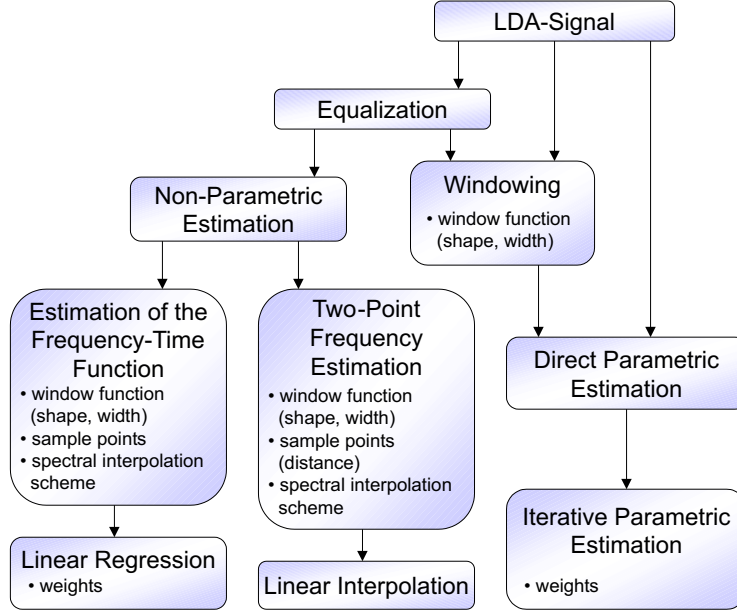 LDA-Signal
Equalization
Non-Parametric
Estimation
Windowing
• window function
(shape, width)
Estimation of the
Frequency-Time
Function
• window function
(shape, width)
• sample points
• spectral interpolation
scheme
Two-Point
Frequency
Estimation
• window function
(shape, width)
• sample points
(distance)
• spectral interpolation
scheme
Direct Parametric
Estimation
Linear Regression
• weights
Linear Interpolation
Iterative Parametric
Estimation
• weights